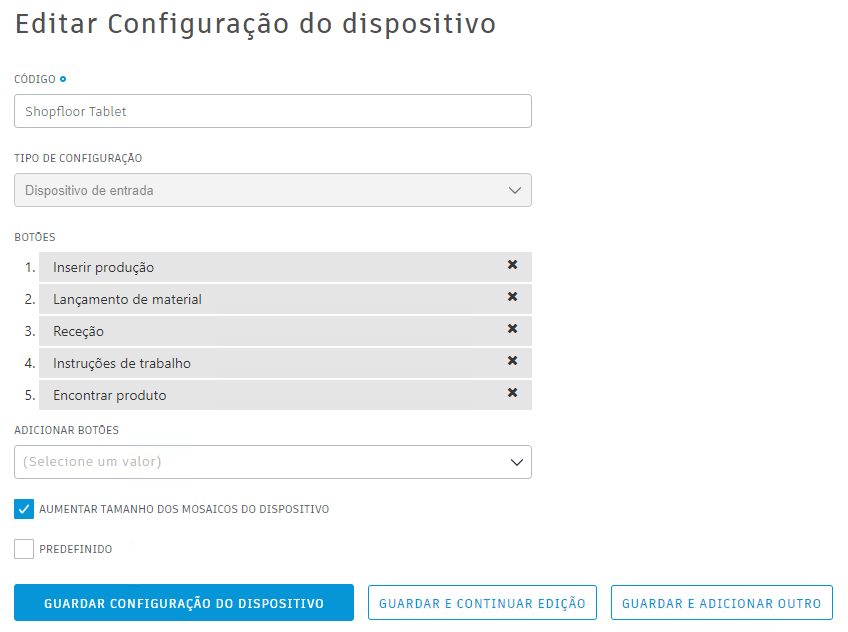 Editar Configuração do dispositivo
CÓDIGO
Shopfloor Tablet
TIPO DE CONFIGURAÇÃO
Dispositivo de entrada
BOTÕES
1. Inserir produção
2. Lançamento de material
3. Receção
4. Instruções de trabalho
5. Encontrar produto
ADICIONAR BOTÕES
(Selecione um valor)
AUMENTAR TAMANHO DOS MOSAICOS DO DISPOSITIVO
PREDEFINIDO
GUARDAR CONFIGURAÇÃO DO DISPOSITIVO GUARDAR E CONTINUAR EDIÇÃO GUARDAR E ADICIONAR OUTRO